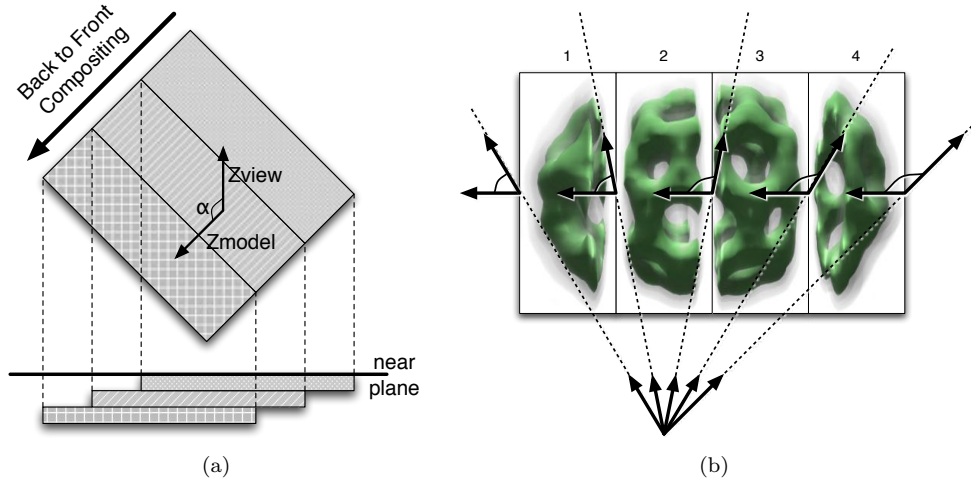 Back to Front
Compositing
Zview
α
Zmodel
near
plane
(a)
1 2 3 4
(b)